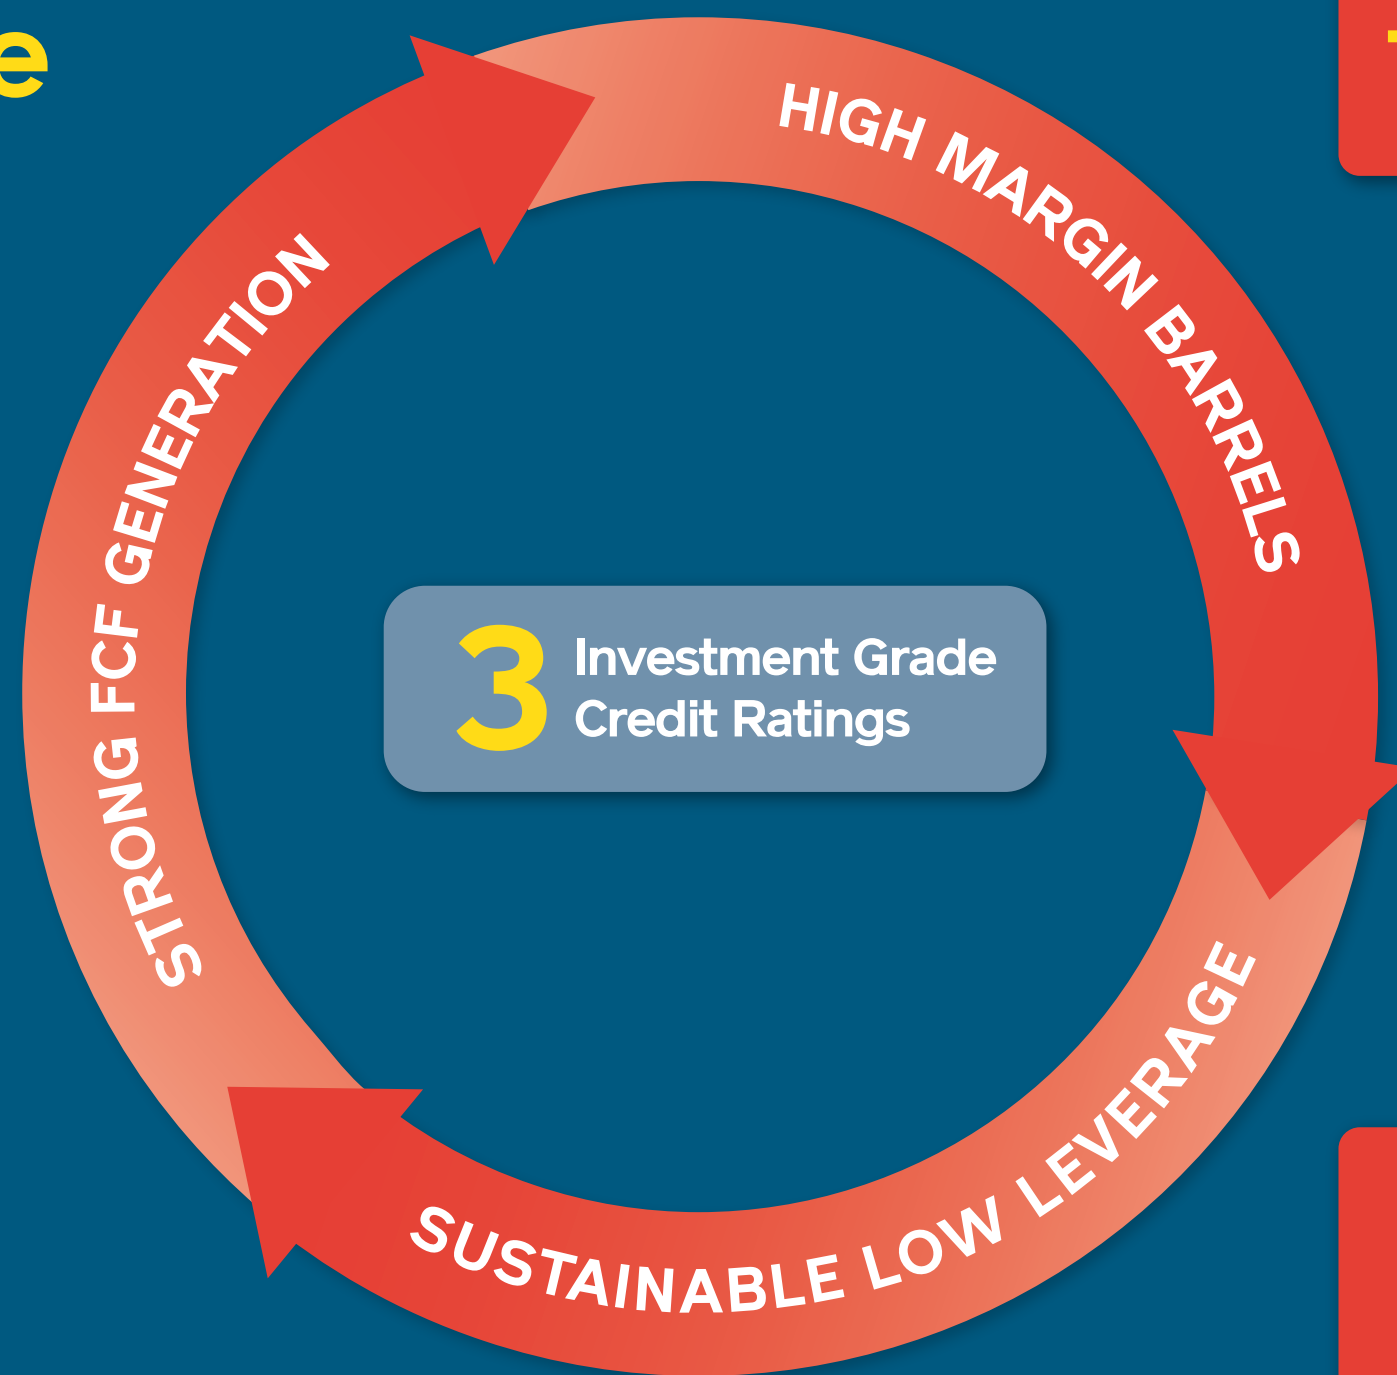 HIGH MARGIN BARRELS
STRONG FCF GENERATION
3 Investment Grade
Credit Ratings
SUSTAINABLE LOW LEVERAGE